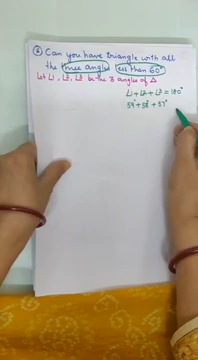 ⑥ Can you have triangle with all
the three angles less than 60°
Let ∠1, ∠2, ∠3 be the 3 angles of △
∠1 + ∠2 + ∠3 = 180°
59° + 58° + 57°